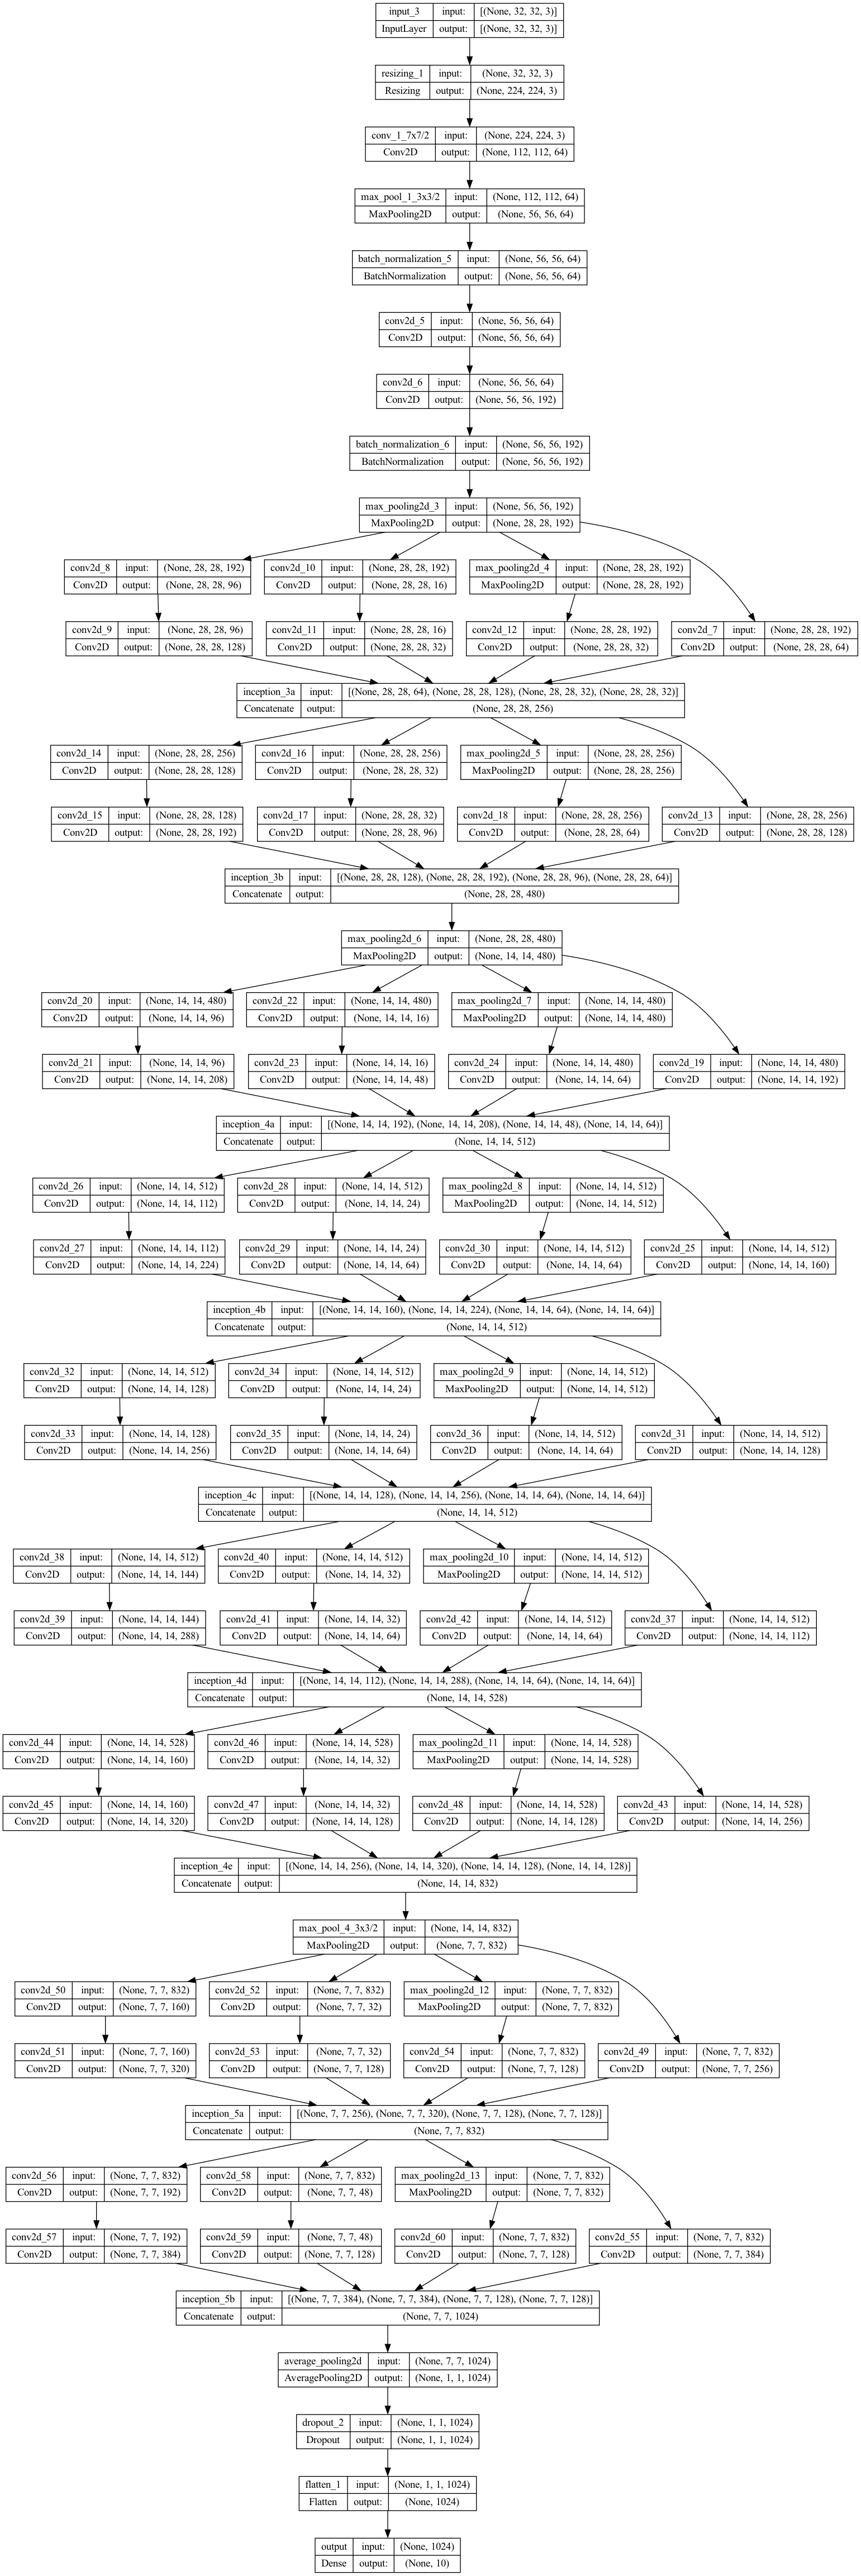 input_3 input: [(None, 32, 32, 3)]
InputLayer output: [(None, 32, 32, 3)]
resizing_1 input: (None, 32, 32, 3)
Resizing output: (None, 224, 224, 3)
conv_1_7x7/2 input: (None, 224, 224, 3)
Conv2D output: (None, 112, 112, 64)
max_pool_1_3x3/2 input: (None, 112, 112, 64)
MaxPooling2D output: (None, 56, 56, 64)
batch_normalization_5 input: (None, 56, 56, 64)
BatchNormalization output: (None, 56, 56, 64)
conv2d_5 input: (None, 56, 56, 64)
Conv2D output: (None, 56, 56, 64)
conv2d_6 input: (None, 56, 56, 64)
Conv2D output: (None, 56, 56, 192)
batch_normalization_6 input: (None, 56, 56, 192)
BatchNormalization output: (None, 56, 56, 192)
max_pooling2d_3 input: (None, 56, 56, 192)
MaxPooling2D output: (None, 28, 28, 192)
conv2d_8 input: (None, 28, 28, 192) conv2d_10 input: (None, 28, 28, 192) max_pooling2d_4 input: (None, 28, 28, 192)
Conv2D output: (None, 28, 28, 96) Conv2D output: (None, 28, 28, 16) MaxPooling2D output: (None, 28, 28, 192)
conv2d_9 input: (None, 28, 28, 96) conv2d_11 input: (None, 28, 28, 16) conv2d_12 input: (None, 28, 28, 192) conv2d_7 input: (None, 28, 28, 192)
Conv2D output: (None, 28, 28, 128) Conv2D output: (None, 28, 28, 32) Conv2D output: (None, 28, 28, 32) Conv2D output: (None, 28, 28, 64)
inception_3a input: [(None, 28, 28, 64), (None, 28, 28, 128), (None, 28, 28, 32), (None, 28, 28, 32)]
Concatenate output: (None, 28, 28, 256)
conv2d_14 input: (None, 28, 28, 256) conv2d_16 input: (None, 28, 28, 256) max_pooling2d_5 input: (None, 28, 28, 256)
Conv2D output: (None, 28, 28, 128) Conv2D output: (None, 28, 28, 32) MaxPooling2D output: (None, 28, 28, 256)
conv2d_15 input: (None, 28, 28, 128) conv2d_17 input: (None, 28, 28, 32) conv2d_18 input: (None, 28, 28, 256) conv2d_13 input: (None, 28, 28, 256)
Conv2D output: (None, 28, 28, 192) Conv2D output: (None, 28, 28, 96) Conv2D output: (None, 28, 28, 64) Conv2D output: (None, 28, 28, 128)
inception_3b input: [(None, 28, 28, 128), (None, 28, 28, 192), (None, 28, 28, 96), (None, 28, 28, 64)]
Concatenate output: (None, 28, 28, 480)
max_pooling2d_6 input: (None, 28, 28, 480)
MaxPooling2D output: (None, 14, 14, 480)
conv2d_20 input: (None, 14, 14, 480) conv2d_22 input: (None, 14, 14, 480) max_pooling2d_7 input: (None, 14, 14, 480)
Conv2D output: (None, 14, 14, 96) Conv2D output: (None, 14, 14, 16) MaxPooling2D output: (None, 14, 14, 480)
conv2d_21 input: (None, 14, 14, 96) conv2d_23 input: (None, 14, 14, 16) conv2d_24 input: (None, 14, 14, 480) conv2d_19 input: (None, 14, 14, 480)
Conv2D output: (None, 14, 14, 208) Conv2D output: (None, 14, 14, 48) Conv2D output: (None, 14, 14, 64) Conv2D output: (None, 14, 14, 192)
inception_4a input: [(None, 14, 14, 192), (None, 14, 14, 208), (None, 14, 14, 48), (None, 14, 14, 64)]
Concatenate output: (None, 14, 14, 512)
conv2d_26 input: (None, 14, 14, 512) conv2d_28 input: (None, 14, 14, 512) max_pooling2d_8 input: (None, 14, 14, 512)
Conv2D output: (None, 14, 14, 112) Conv2D output: (None, 14, 14, 24) MaxPooling2D output: (None, 14, 14, 512)
conv2d_27 input: (None, 14, 14, 112) conv2d_29 input: (None, 14, 14, 24) conv2d_30 input: (None, 14, 14, 512) conv2d_25 input: (None, 14, 14, 512)
Conv2D output: (None, 14, 14, 224) Conv2D output: (None, 14, 14, 64) Conv2D output: (None, 14, 14, 64) Conv2D output: (None, 14, 14, 160)
inception_4b input: [(None, 14, 14, 160), (None, 14, 14, 224), (None, 14, 14, 64), (None, 14, 14, 64)]
Concatenate output: (None, 14, 14, 512)
conv2d_32 input: (None, 14, 14, 512) conv2d_34 input: (None, 14, 14, 512) max_pooling2d_9 input: (None, 14, 14, 512)
Conv2D output: (None, 14, 14, 128) Conv2D output: (None, 14, 14, 24) MaxPooling2D output: (None, 14, 14, 512)
conv2d_33 input: (None, 14, 14, 128) conv2d_35 input: (None, 14, 14, 24) conv2d_36 input: (None, 14, 14, 512) conv2d_31 input: (None, 14, 14, 512)
Conv2D output: (None, 14, 14, 256) Conv2D output: (None, 14, 14, 64) Conv2D output: (None, 14, 14, 64) Conv2D output: (None, 14, 14, 128)
inception_4c input: [(None, 14, 14, 128), (None, 14, 14, 256), (None, 14, 14, 64), (None, 14, 14, 64)]
Concatenate output: (None, 14, 14, 512)
conv2d_38 input: (None, 14, 14, 512) conv2d_40 input: (None, 14, 14, 512) max_pooling2d_10 input: (None, 14, 14, 512)
Conv2D output: (None, 14, 14, 144) Conv2D output: (None, 14, 14, 32) MaxPooling2D output: (None, 14, 14, 512)
conv2d_39 input: (None, 14, 14, 144) conv2d_41 input: (None, 14, 14, 32) conv2d_42 input: (None, 14, 14, 512) conv2d_37 input: (None, 14, 14, 512)
Conv2D output: (None, 14, 14, 288) Conv2D output: (None, 14, 14, 64) Conv2D output: (None, 14, 14, 64) Conv2D output: (None, 14, 14, 112)
inception_4d input: [(None, 14, 14, 112), (None, 14, 14, 288), (None, 14, 14, 64), (None, 14, 14, 64)]
Concatenate output: (None, 14, 14, 528)
conv2d_44 input: (None, 14, 14, 528) conv2d_46 input: (None, 14, 14, 528) max_pooling2d_11 input: (None, 14, 14, 528)
Conv2D output: (None, 14, 14, 160) Conv2D output: (None, 14, 14, 32) MaxPooling2D output: (None, 14, 14, 528)
conv2d_45 input: (None, 14, 14, 160) conv2d_47 input: (None, 14, 14, 32) conv2d_48 input: (None, 14, 14, 528) conv2d_43 input: (None, 14, 14, 528)
Conv2D output: (None, 14, 14, 320) Conv2D output: (None, 14, 14, 128) Conv2D output: (None, 14, 14, 128) Conv2D output: (None, 14, 14, 256)
inception_4e input: [(None, 14, 14, 256), (None, 14, 14, 320), (None, 14, 14, 128), (None, 14, 14, 128)]
Concatenate output: (None, 14, 14, 832)
max_pool_4_3x3/2 input: (None, 14, 14, 832)
MaxPooling2D output: (None, 7, 7, 832)
conv2d_50 input: (None, 7, 7, 832) conv2d_52 input: (None, 7, 7, 832) max_pooling2d_12 input: (None, 7, 7, 832)
Conv2D output: (None, 7, 7, 160) Conv2D output: (None, 7, 7, 32) MaxPooling2D output: (None, 7, 7, 832)
conv2d_51 input: (None, 7, 7, 160) conv2d_53 input: (None, 7, 7, 32) conv2d_54 input: (None, 7, 7, 832) conv2d_49 input: (None, 7, 7, 832)
Conv2D output: (None, 7, 7, 320) Conv2D output: (None, 7, 7, 128) Conv2D output: (None, 7, 7, 128) Conv2D output: (None, 7, 7, 256)
inception_5a input: [(None, 7, 7, 256), (None, 7, 7, 320), (None, 7, 7, 128), (None, 7, 7, 128)]
Concatenate output: (None, 7, 7, 832)
conv2d_56 input: (None, 7, 7, 832) conv2d_58 input: (None, 7, 7, 832) max_pooling2d_13 input: (None, 7, 7, 832)
Conv2D output: (None, 7, 7, 192) Conv2D output: (None, 7, 7, 48) MaxPooling2D output: (None, 7, 7, 832)
conv2d_57 input: (None, 7, 7, 192) conv2d_59 input: (None, 7, 7, 48) conv2d_60 input: (None, 7, 7, 832) conv2d_55 input: (None, 7, 7, 832)
Conv2D output: (None, 7, 7, 384) Conv2D output: (None, 7, 7, 128) Conv2D output: (None, 7, 7, 128) Conv2D output: (None, 7, 7, 384)
inception_5b input: [(None, 7, 7, 384), (None, 7, 7, 384), (None, 7, 7, 128), (None, 7, 7, 128)]
Concatenate output: (None, 7, 7, 1024)
average_pooling2d input: (None, 7, 7, 1024)
AveragePooling2D output: (None, 1, 1, 1024)
dropout_2 input: (None, 1, 1, 1024)
Dropout output: (None, 1, 1, 1024)
flatten_1 input: (None, 1, 1, 1024)
Flatten output: (None, 1024)
output input: (None, 1024)
Dense output: (None, 10)